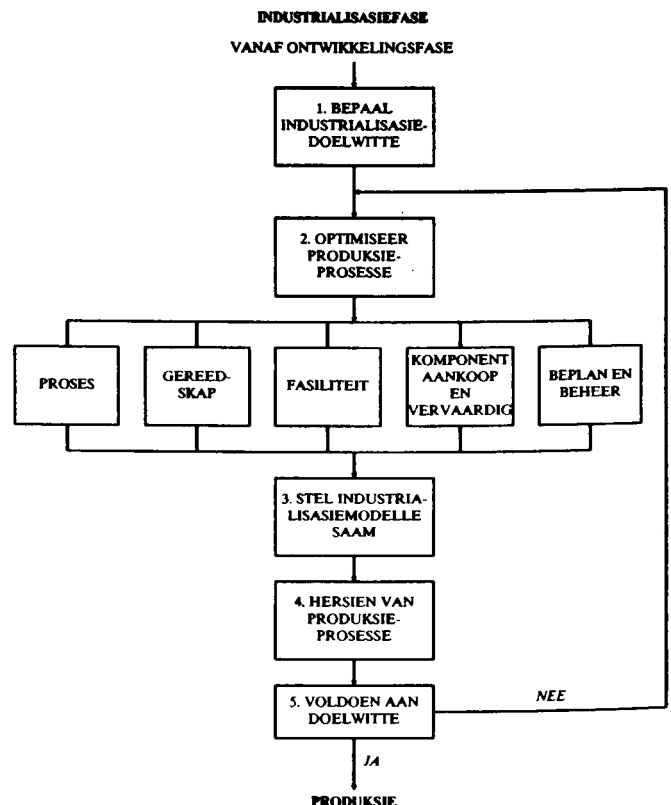 INDUSTRIALISASIEFASE
VANAF ONTWIKKELINGSFASE
1. BEPAAL
INDUSTRIALISASIE-
DOELWITTE
2. OPTIMISEER
PRODUKSIE-
PROSESSE
PROSES
GEREED-
SKAP
FASILITEIT
KOMPONENT
AANKOOP
EN
VERVAARDIG
BEPLAN EN
BEHEER
3. STEL INDUSTRIA-
LISASIEMODELLE
SAAM
4. HERSIEN VAN
PRODUKSIE-
PROSESSE
5. VOLDOEN AAN
DOELWITTE
NEE
JA
PRODUKSIE